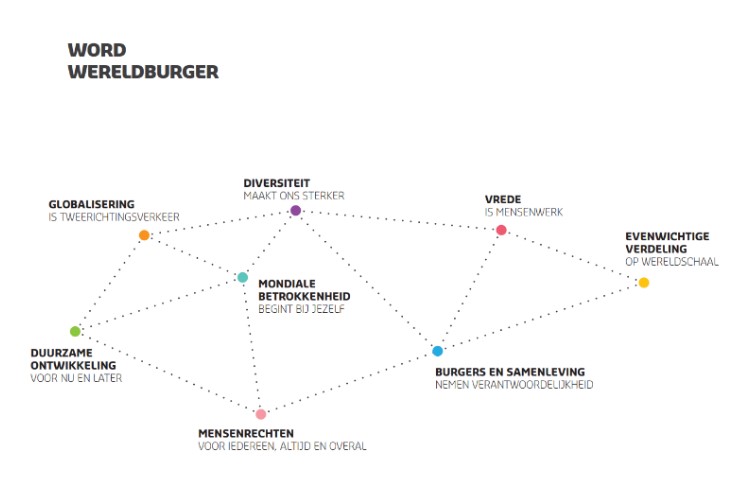 WORD
WERELDBURGER
DIVERSITEIT
MAAKT ONS STERKER
GLOBALISERING
IS TWEERICHTINGSVERKEER
VREDE
IS MENSENWERK
EVENWICHTIGE
VERDELING
OP WERELDSCHAAL
MONDIALE
BETROKKENHEID
BEGINT BIJ JEZELF
DUURZAME
ONTWIKKELING
VOOR NU EN LATER
BURGERS EN SAMENLEVING
NEMEN VERANTWOORDELIJKHEID
MENSENRECHTEN
VOOR IEDEREEN, ALTIJD EN OVERAL